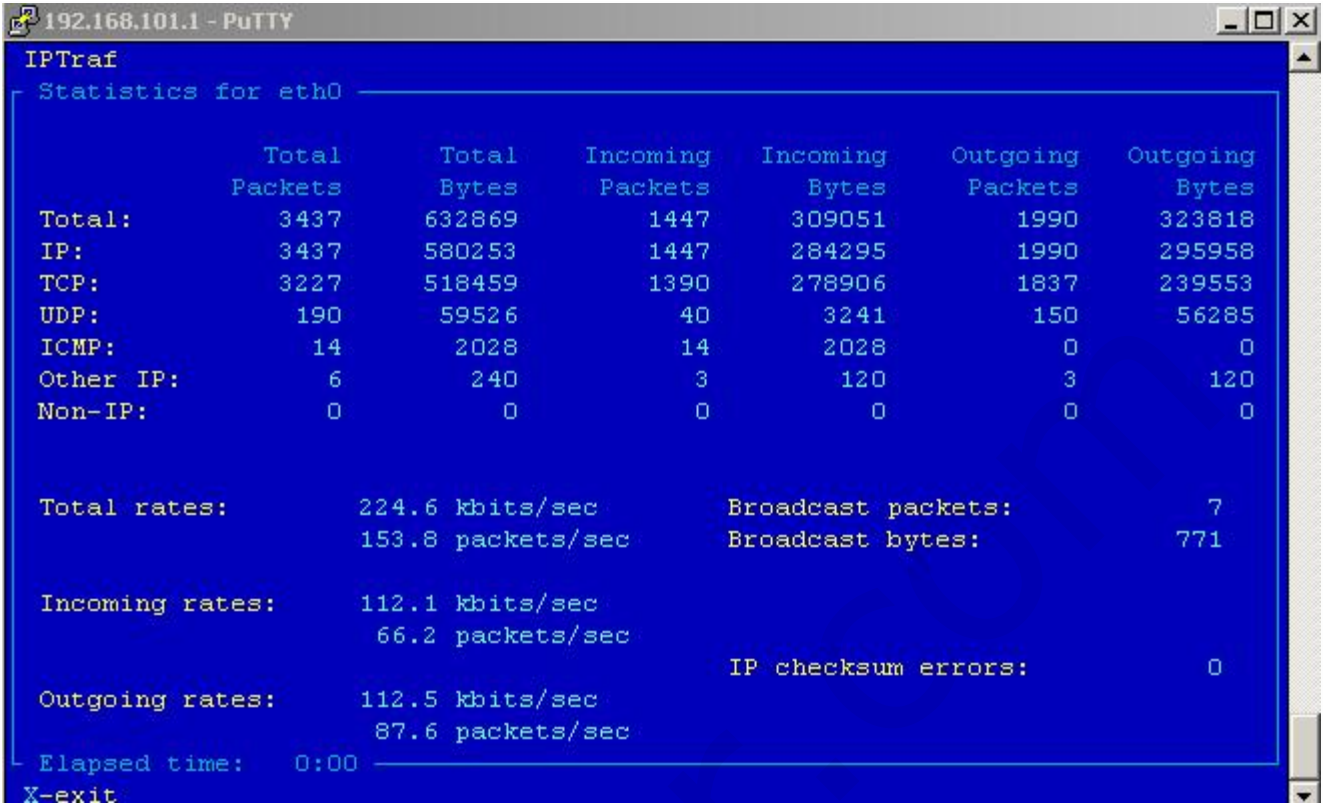 192.168.101.1 - PuTTY
IPTraf
Statistics for eth0
Total Total Incoming Incoming Outgoing Outgoing
Packets Bytes Packets Bytes Packets Bytes
Total: 3437 632869 1447 309051 1990 323818
IP: 3437 580253 1447 284295 1990 295958
TCP: 3227 518459 1390 278906 1837 239553
UDP: 190 59526 40 3241 150 56285
ICMP: 14 2028 14 2028 0 0
Other IP: 6 240 3 120 3 120
Non-IP: 0 0 0 0 0 0
Total rates: 224.6 kbits/sec Broadcast packets: 7
153.8 packets/sec Broadcast bytes: 771
Incoming rates: 112.1 kbits/sec
66.2 packets/sec
IP checksum errors: 0
Outgoing rates: 112.5 kbits/sec
87.6 packets/sec
Elapsed time: 0:00
X-exit
com